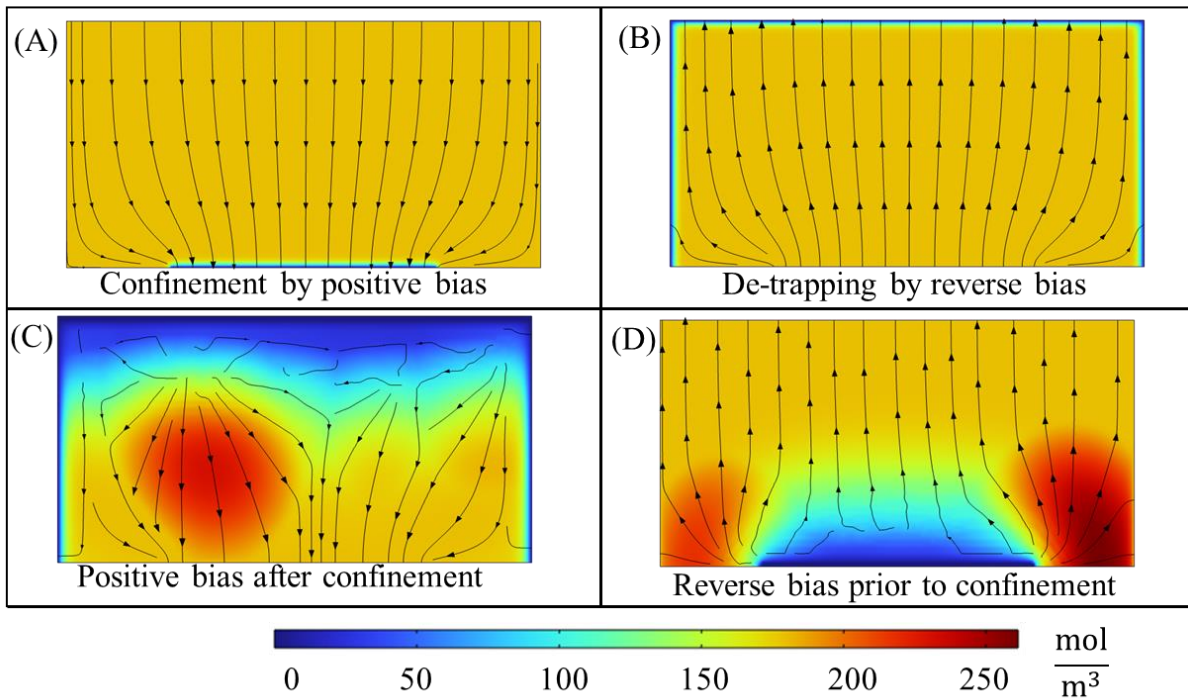 (A)
Confinement by positive bias
(B)
De-trapping by reverse bias
(C)
Positive bias after confinement
(D)
Reverse bias prior to confinement
0 50 100 150 200 250
mol
m³